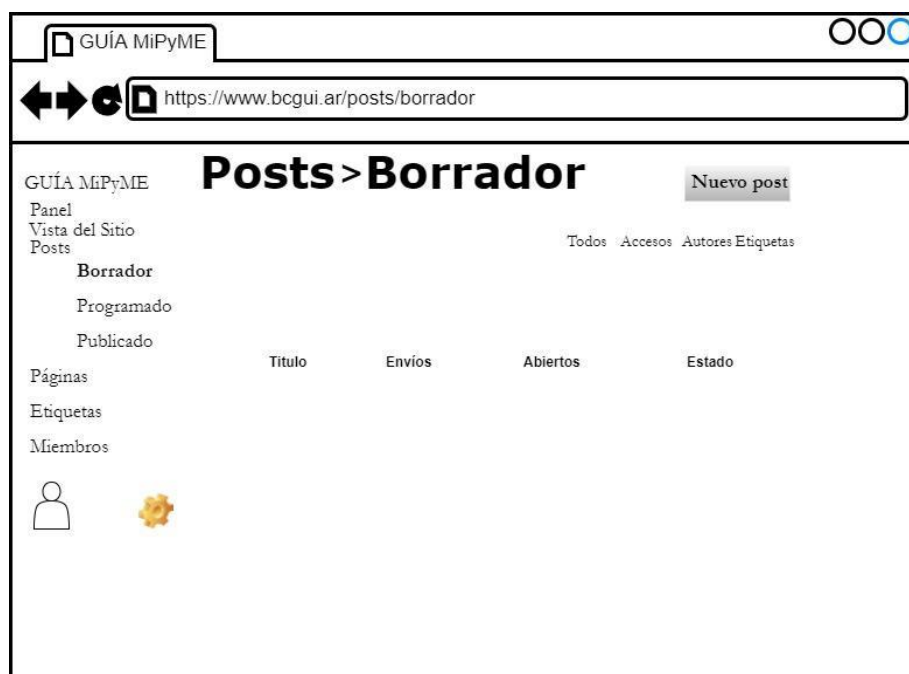 GUÍA MiPyME
https://www.bcgui.ar/posts/borrador
GUÍA MiPyME
Posts>Borrador
Nuevo post
Panel
Vista del Sitio
Posts
Todos Accesos Autores Etiquetas
Borrador
Programado
Publicado
Titulo Envíos Abiertos Estado
Páginas
Etiquetas
Miembros